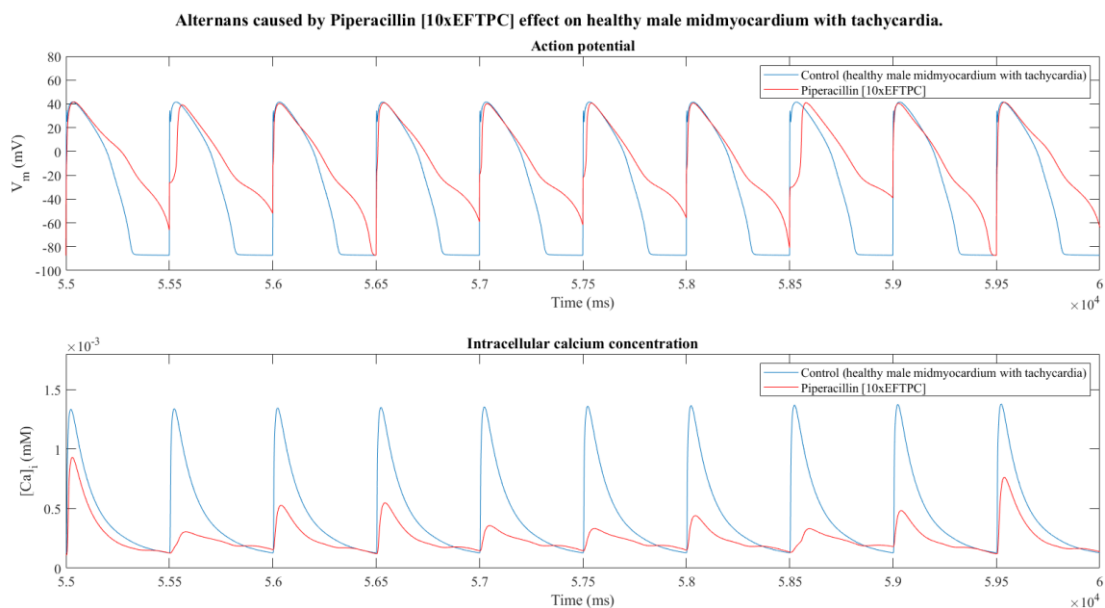 Alternans caused by Piperacillin [10xEFTPC] effect on healthy male midmyocardium with tachycardia.
Action potential
80
60
40
20
0
-20
-40
-60
-80
-100
V_m (mV)
Control (healthy male midmyocardium with tachycardia)
Piperacillin [10xEFTPC]
5.5 5.55 5.6 5.65 5.7 5.75 5.8 5.85 5.9 5.95 6
Time (ms)
×10^4
Intracellular calcium concentration
×10^-3
1.5
1
0.5
0
[Ca]_i (mM)
Control (healthy male midmyocardium with tachycardia)
Piperacillin [10xEFTPC]
5.5 5.55 5.6 5.65 5.7 5.75 5.8 5.85 5.9 5.95 6
Time (ms)
×10^4